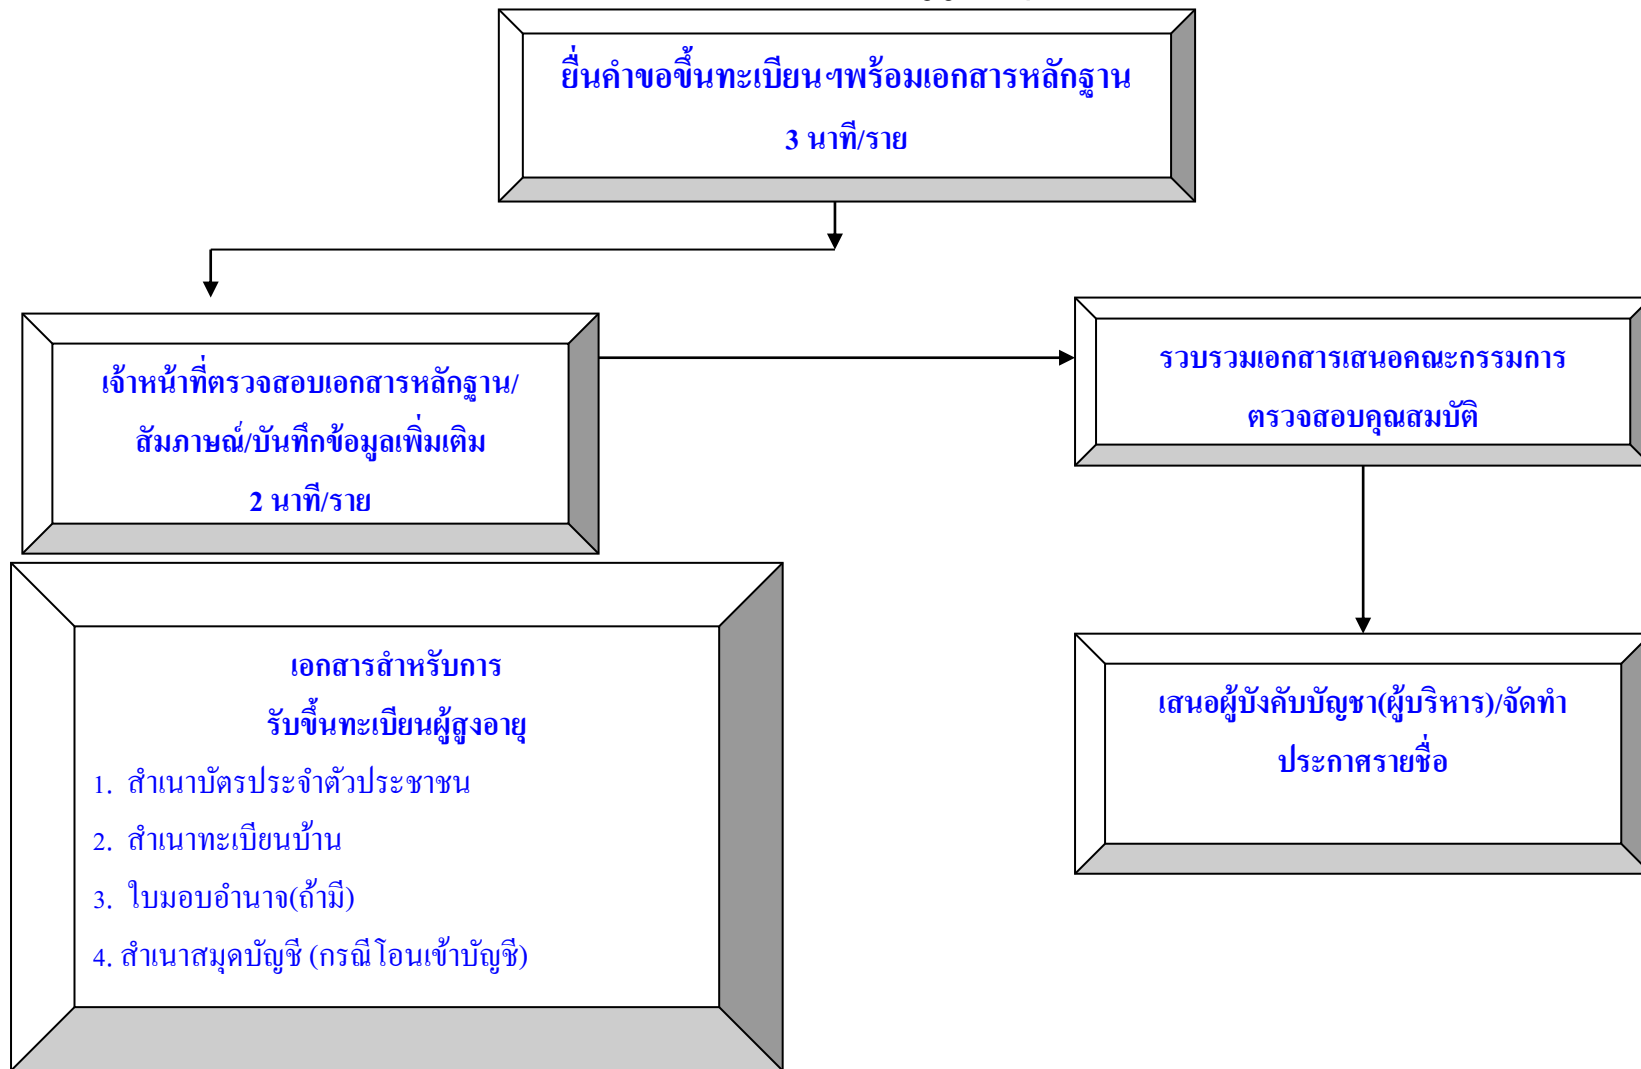 ยื่นคำขอขึ้นทะเบียนฯพร้อมเอกสารหลักฐาน
3 นาที/ราย
เจ้าหน้าที่ตรวจสอบเอกสารหลักฐาน/
สัมภาษณ์/บันทึกข้อมูลเพิ่มเติม
2 นาที/ราย
รวบรวมเอกสารเสนอคณะกรรมการ
ตรวจสอบคุณสมบัติ
เอกสารสำหรับการ
รับขึ้นทะเบียนผู้สูงอายุ
1. สำเนาบัตรประจำตัวประชาชน
2. สำเนาทะเบียนบ้าน
3. ใบมอบอำนาจ(ถ้ามี)
4. สำเนาสมุดบัญชี (กรณีโอนเข้าบัญชี)
เสนอผู้บังคับบัญชา(ผู้บริหาร)/จัดทำ
ประกาศรายชื่อ